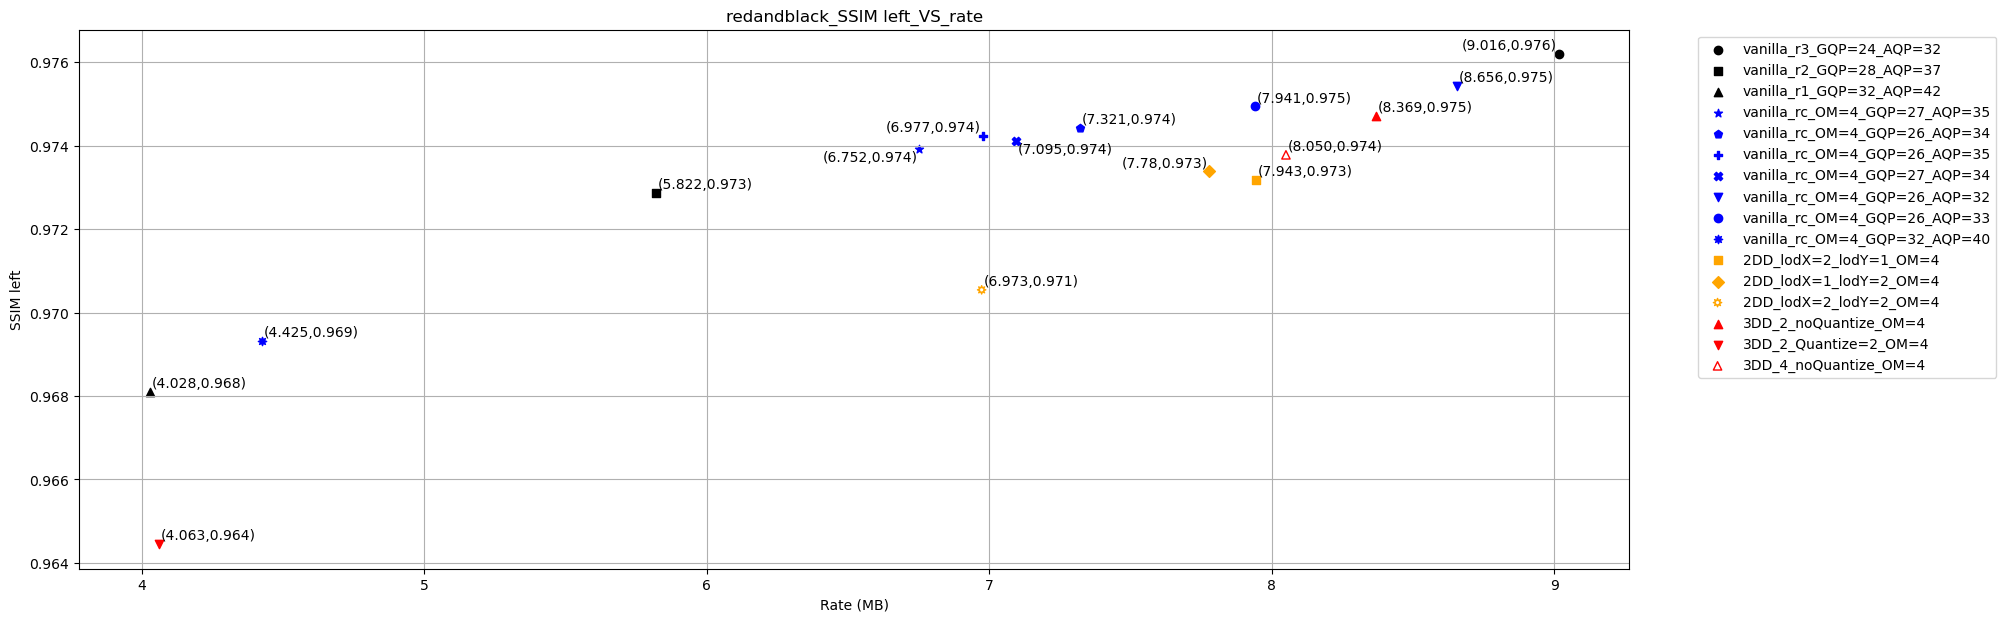 redandblack_SSIM left_VS_rate
SSIM left
0.976
0.974
0.972
0.970
0.968
0.966
0.964
(9.016,0.976)
(8.656,0.975)
(7.941,0.975)
(8.369,0.975)
(7.321,0.974)
(6.977,0.974)
(7.095,0.974)
(6.752,0.974)
(8.050,0.974)
(7.78,0.973)
(7.943,0.973)
(5.822,0.973)
(6.973,0.971)
(4.425,0.969)
(4.028,0.968)
(4.063,0.964)
4
5
6
7
8
9
Rate (MB)
vanilla_r3_GQP=24_AQP=32
vanilla_r2_GQP=28_AQP=37
vanilla_r1_GQP=32_AQP=42
vanilla_rc_OM=4_GQP=27_AQP=35
vanilla_rc_OM=4_GQP=26_AQP=34
vanilla_rc_OM=4_GQP=26_AQP=35
vanilla_rc_OM=4_GQP=27_AQP=34
vanilla_rc_OM=4_GQP=26_AQP=32
vanilla_rc_OM=4_GQP=26_AQP=33
vanilla_rc_OM=4_GQP=32_AQP=40
2DD_lodX=2_lodY=1_OM=4
2DD_lodX=1_lodY=2_OM=4
2DD_lodX=2_lodY=2_OM=4
3DD_2_noQuantize_OM=4
3DD_2_Quantize=2_OM=4
3DD_4_noQuantize_OM=4